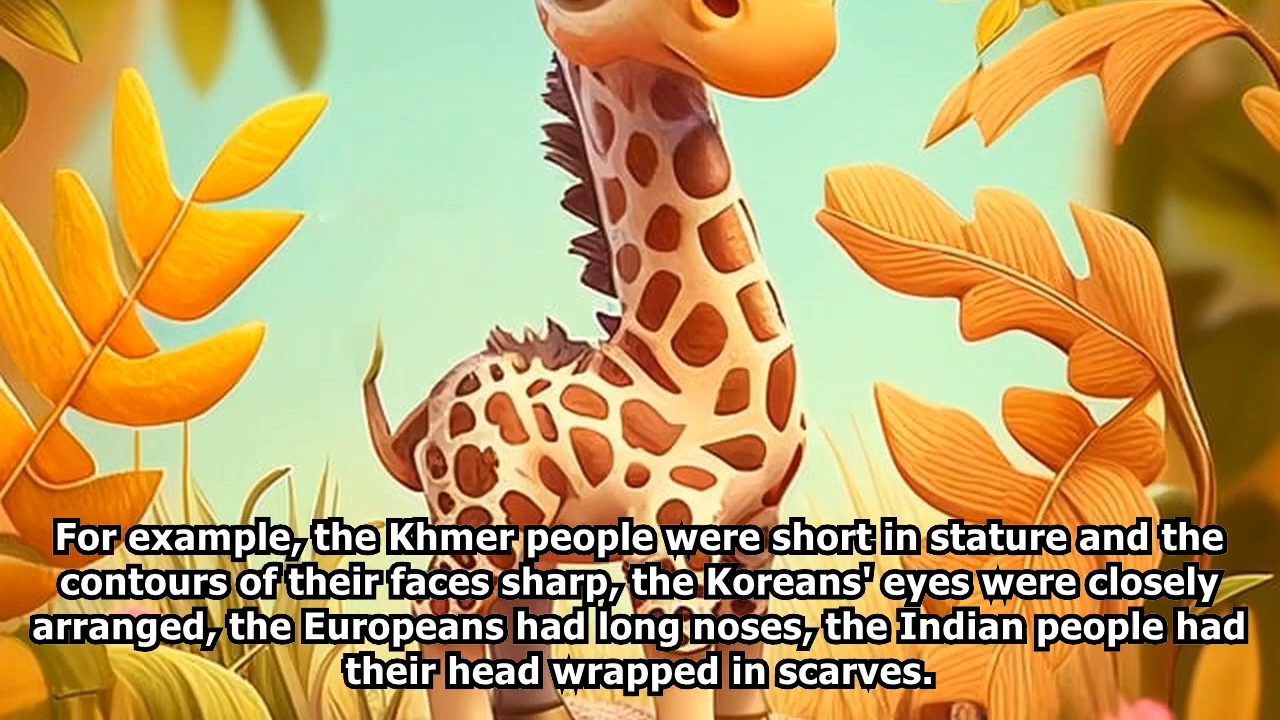 For example, the Khmer people were short in stature and the
contours of their faces sharp, the Koreans' eyes were closely
arranged, the Europeans had long noses, the Indian people had
their head wrapped in scarves.